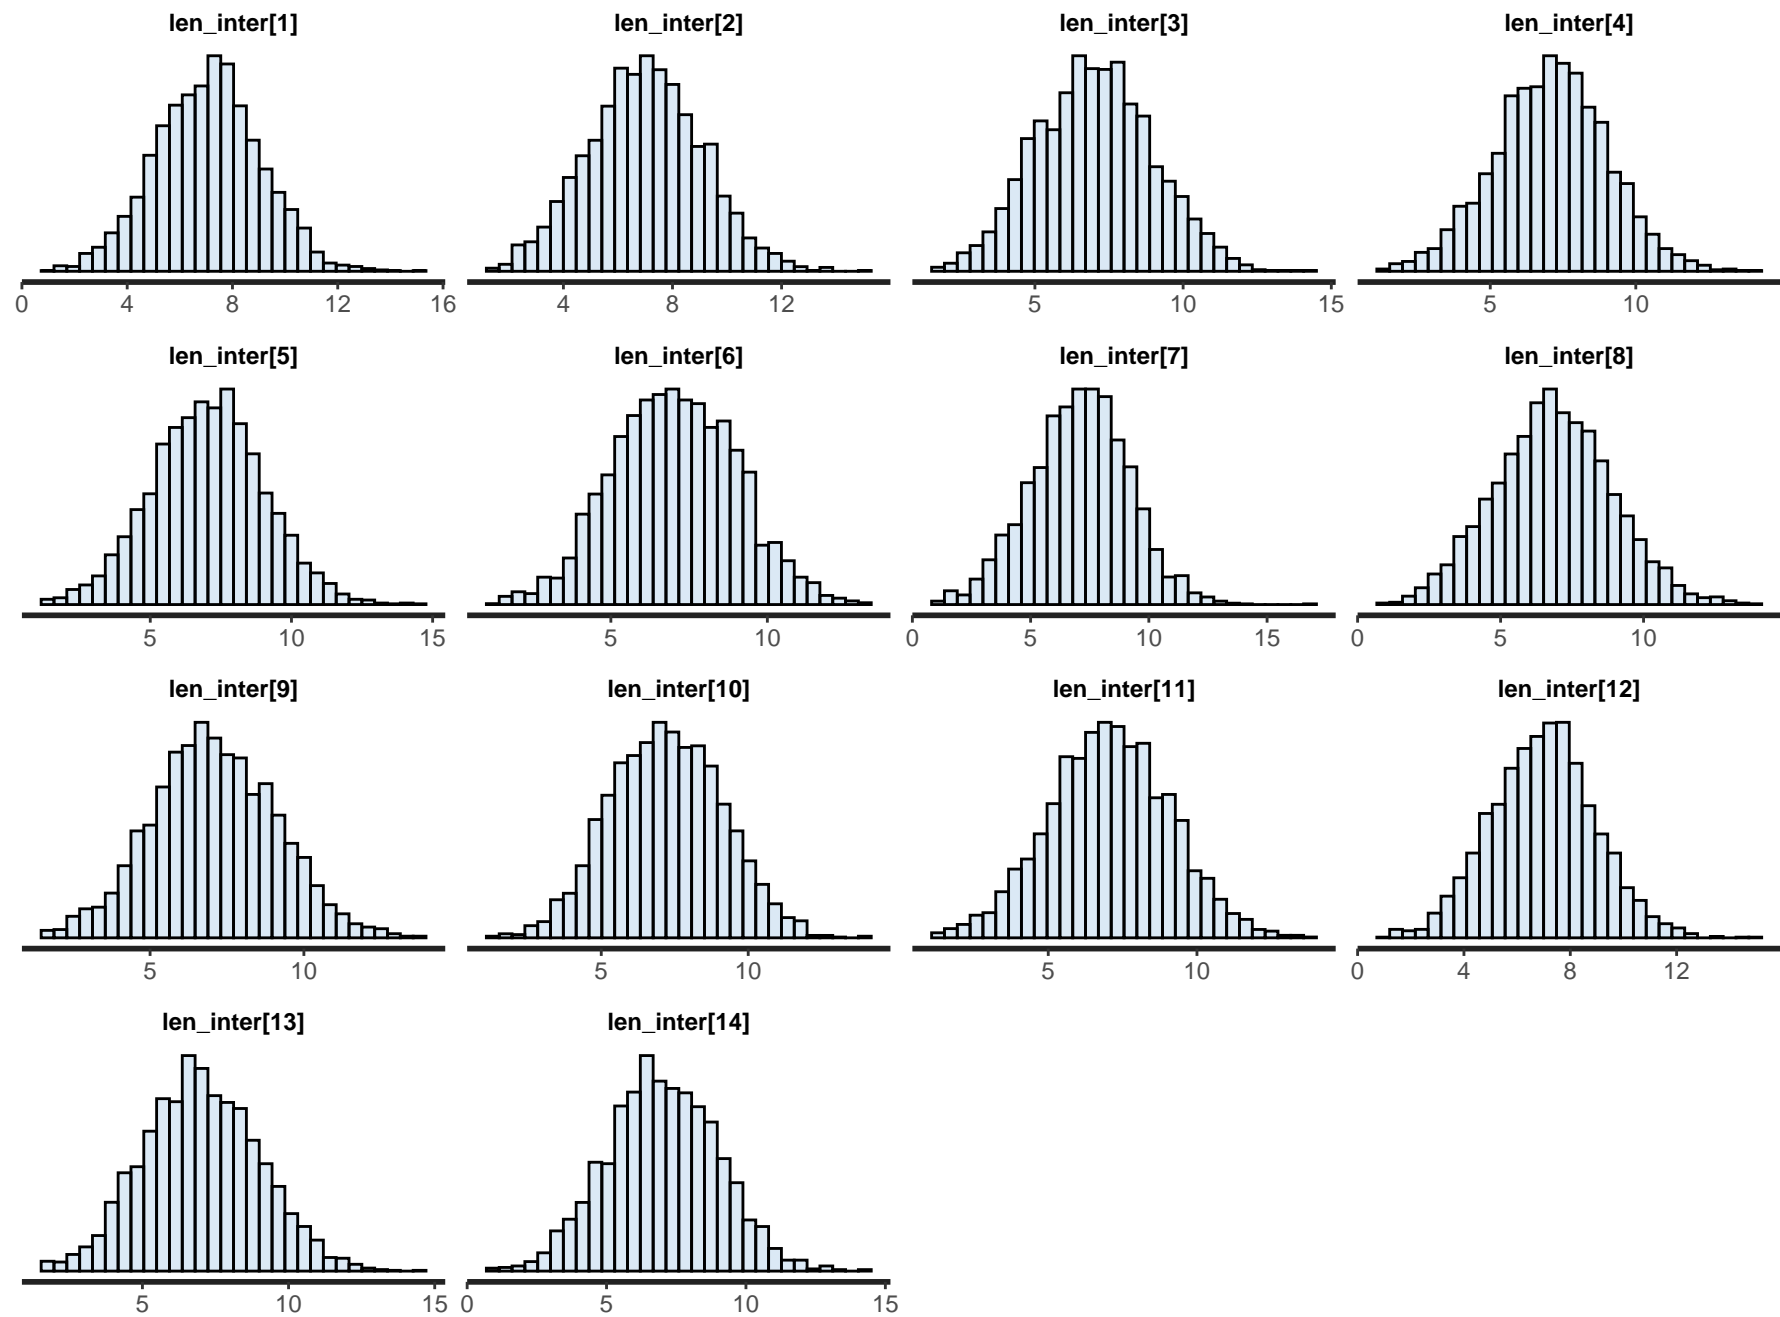 len_inter[1] len_inter[2] len_inter[3] len_inter[4]
0 4 8 12 16 4 8 12 5 10 15 5 10
len_inter[5] len_inter[6] len_inter[7] len_inter[8]
5 10 15 5 10 0 5 10 15 0 5 10
len_inter[9] len_inter[10] len_inter[11] len_inter[12]
5 10 5 10 5 10 0 4 8 12
len_inter[13] len_inter[14]
5 10 15 0 5 10 15